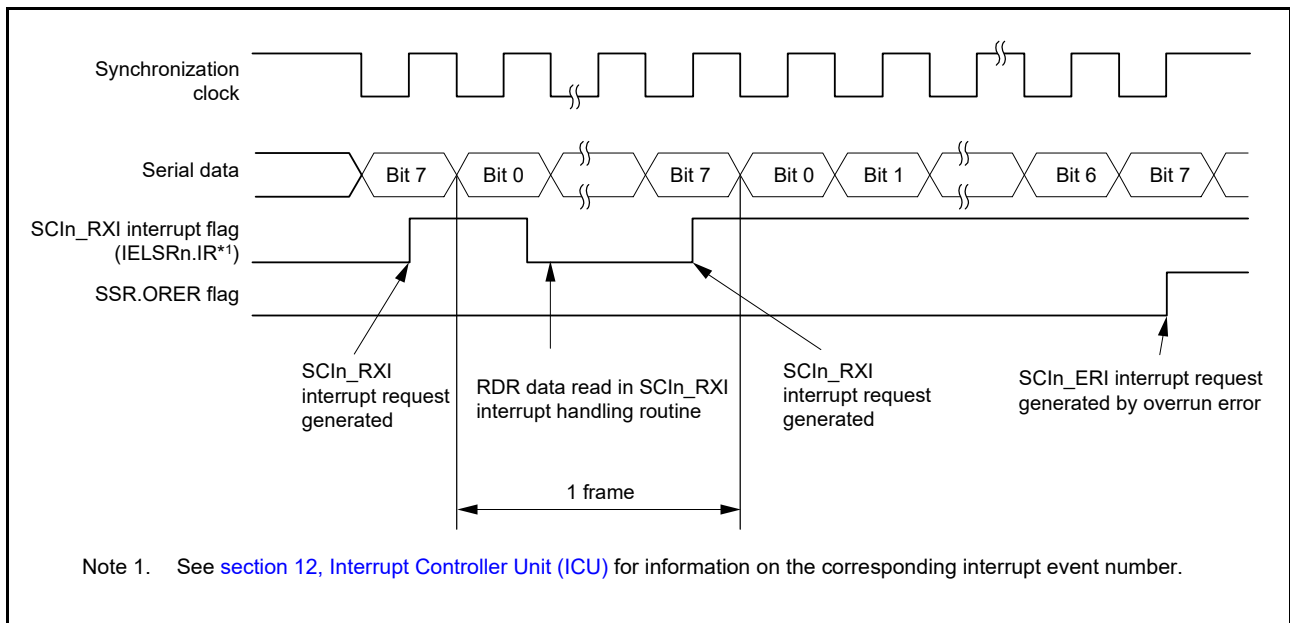 Synchronization
clock
Serial data
Bit 7
Bit 0
Bit 7
Bit 0
Bit 1
Bit 6
Bit 7
SCIn_RXI interrupt flag
(IELSRn.IR*1)
SSR.ORER flag
SCIn_RXI
interrupt request
generated
RDR data read in SCIn_RXI
interrupt handling routine
SCIn_RXI
interrupt request
generated
SCIn_ERI interrupt request
generated by overrun error
1 frame
Note 1. See section 12, Interrupt Controller Unit (ICU) for information on the corresponding interrupt event number.